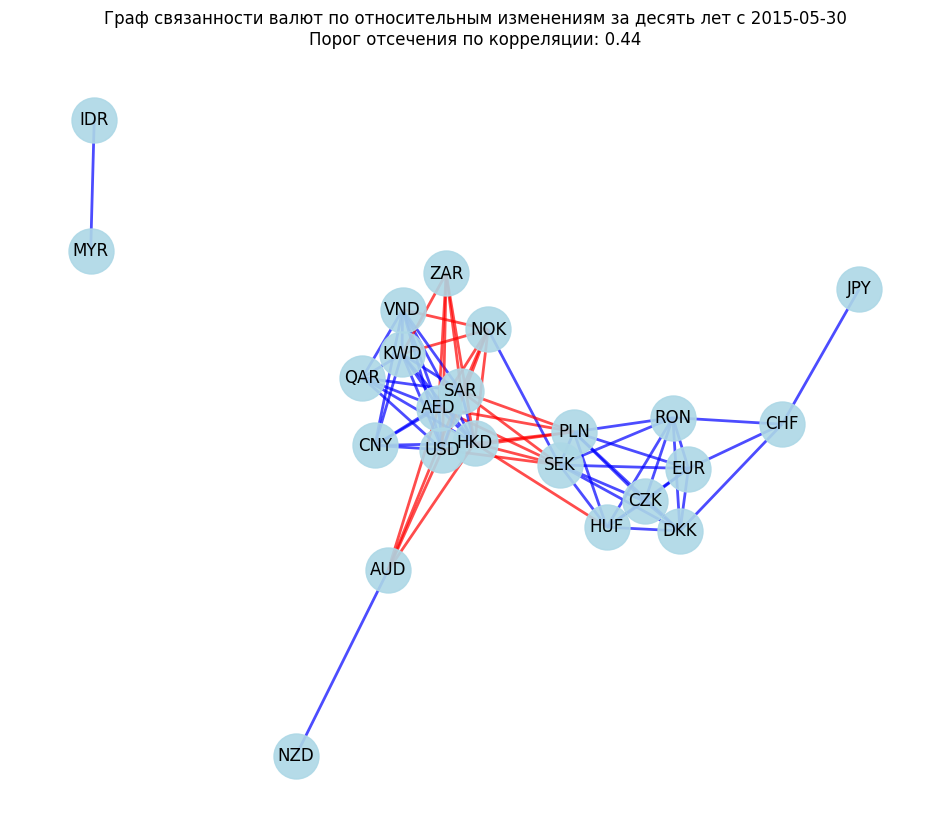 Граф связанности валют по относительным изменениям за десять лет с 2015-05-30
Порог отсечения по корреляции: 0.44
IDR
MYR
ZAR
JPY
VND
NOK
KWD
QAR
SAR
AED
CNY
USD
HKD
PLN
RON
CHF
SEK
EUR
CZK
HUF
DKK
AUD
NZD